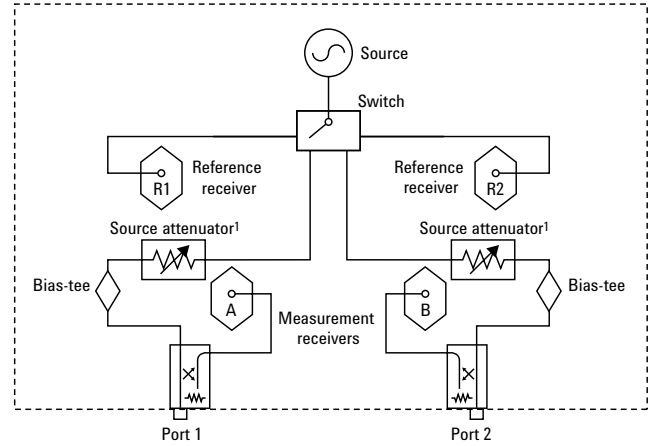 Source
Switch
Reference
receiver
R1
Reference
receiver
R2
Source attenuator¹
Source attenuator¹
Bias-tee
A
Measurement
receivers
B
Bias-tee
Port 1
Port 2